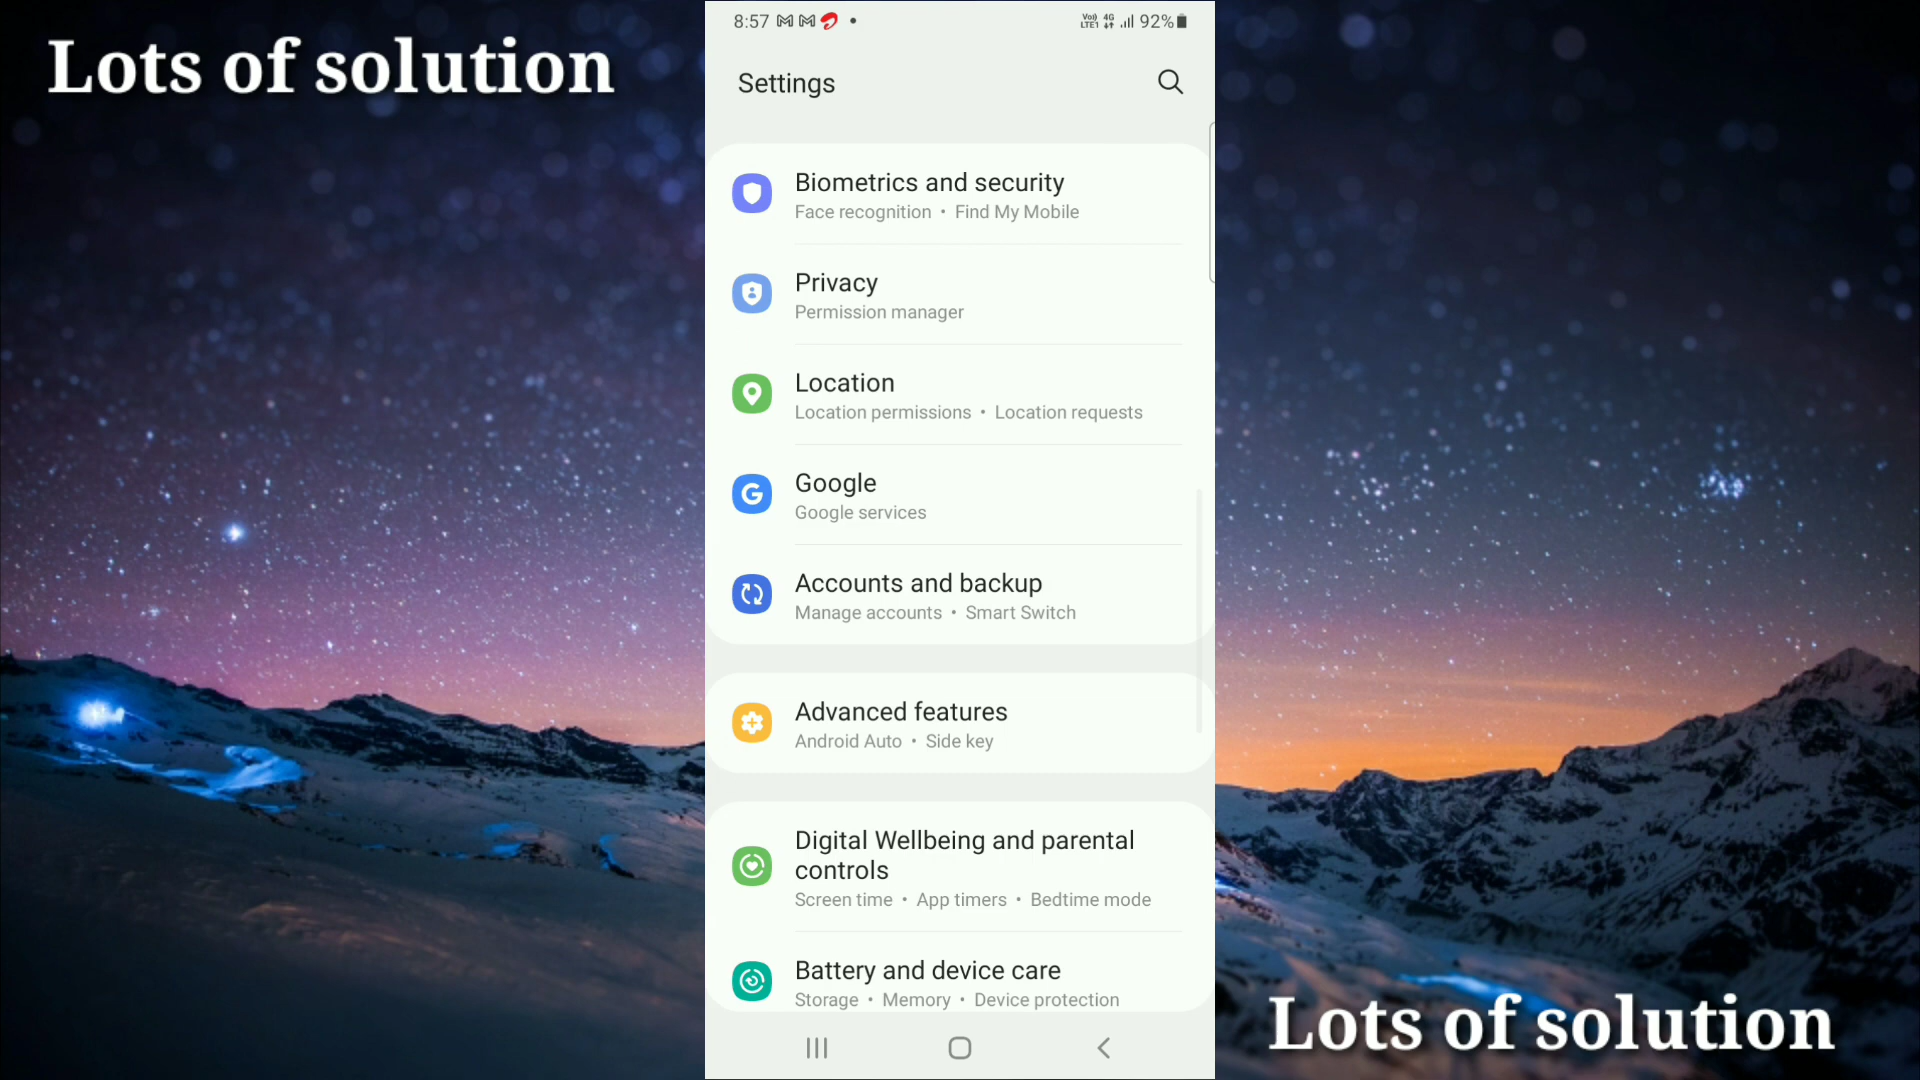 Lots of solution
8:57
Vo)) 4G
LTE1 92%
Settings
Biometrics and security
Face recognition • Find My Mobile
Privacy
Permission manager
Location
Location permissions • Location requests
Google
Google services
Accounts and backup
Manage accounts • Smart Switch
Advanced features
Android Auto • Side key
Digital Wellbeing and parental
controls
Screen time • App timers • Bedtime mode
Battery and device care
Storage • Memory • Device protection
Lots of solution